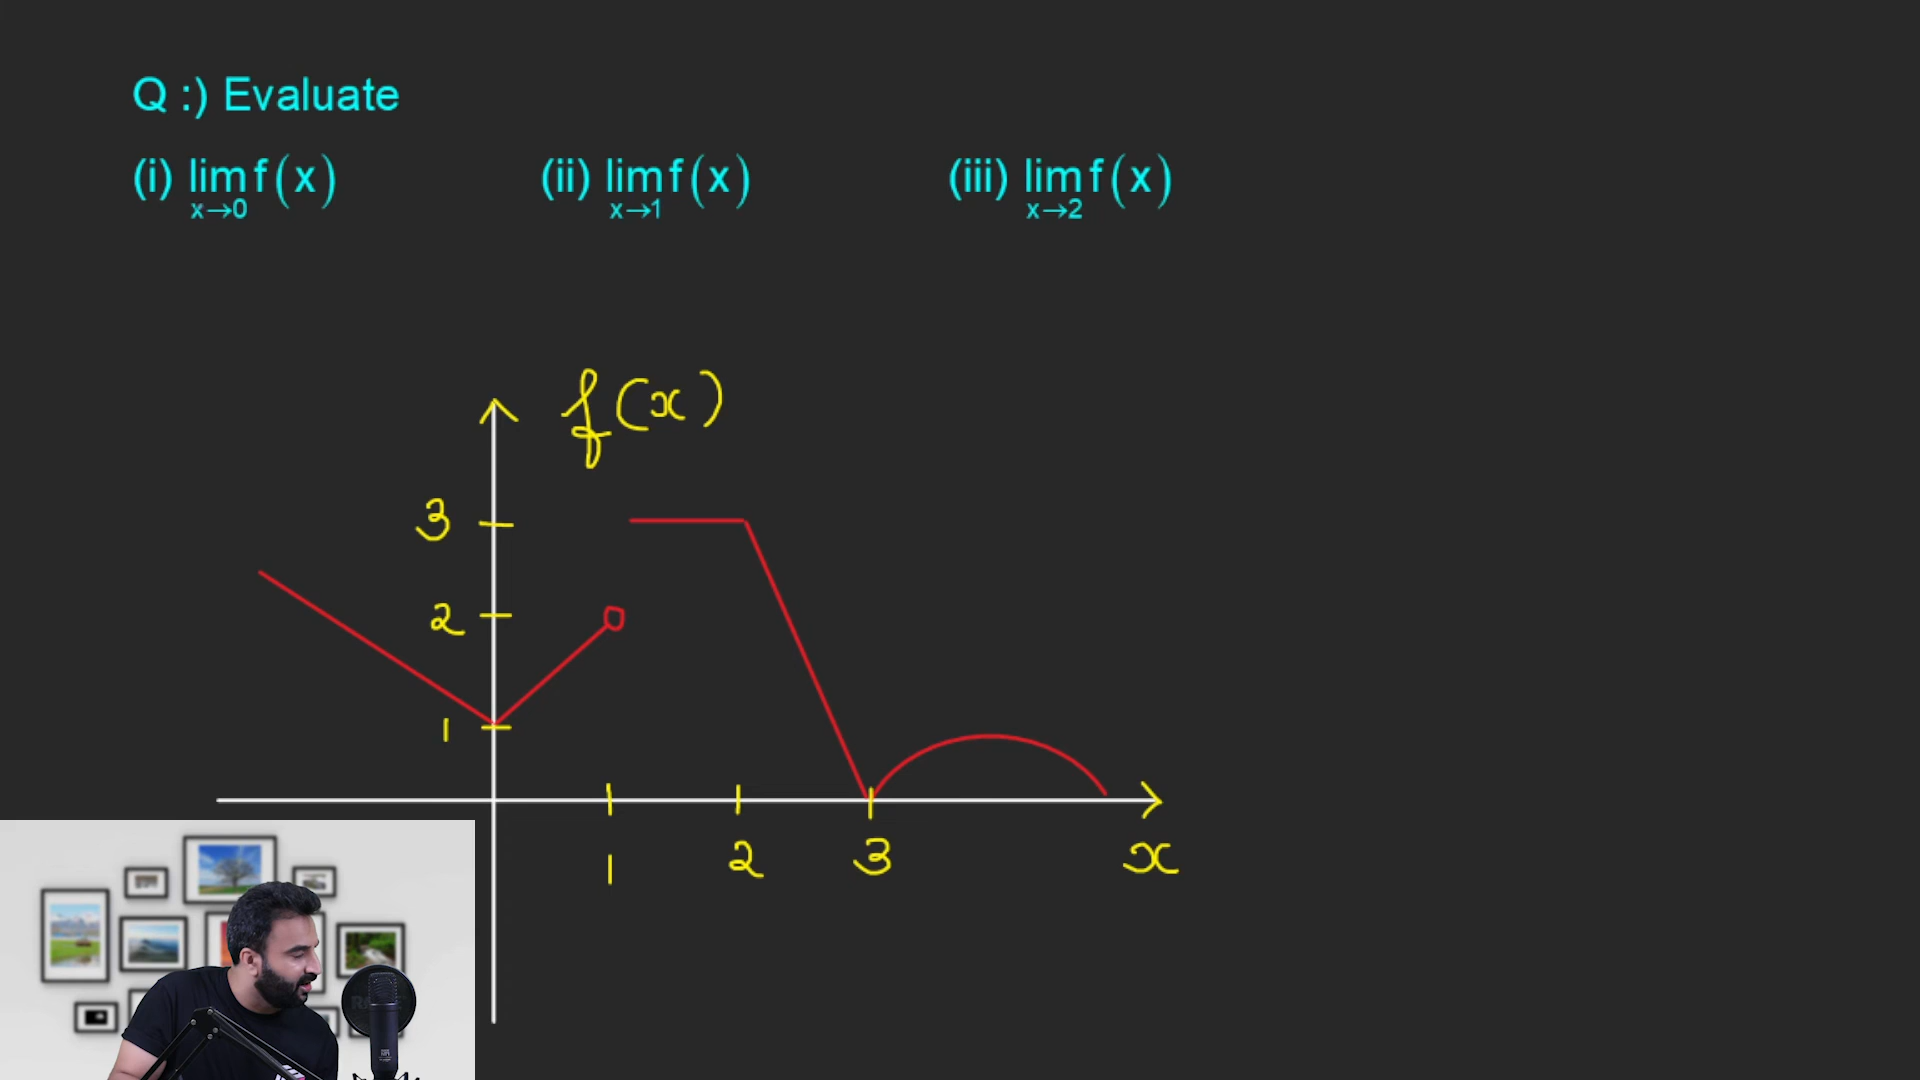 Q :) Evaluate
(i) lim x→0 f(x) (ii) lim x→1 f(x) (iii) lim x→2 f(x)
f(x)
3
2
1
1 2 3 x